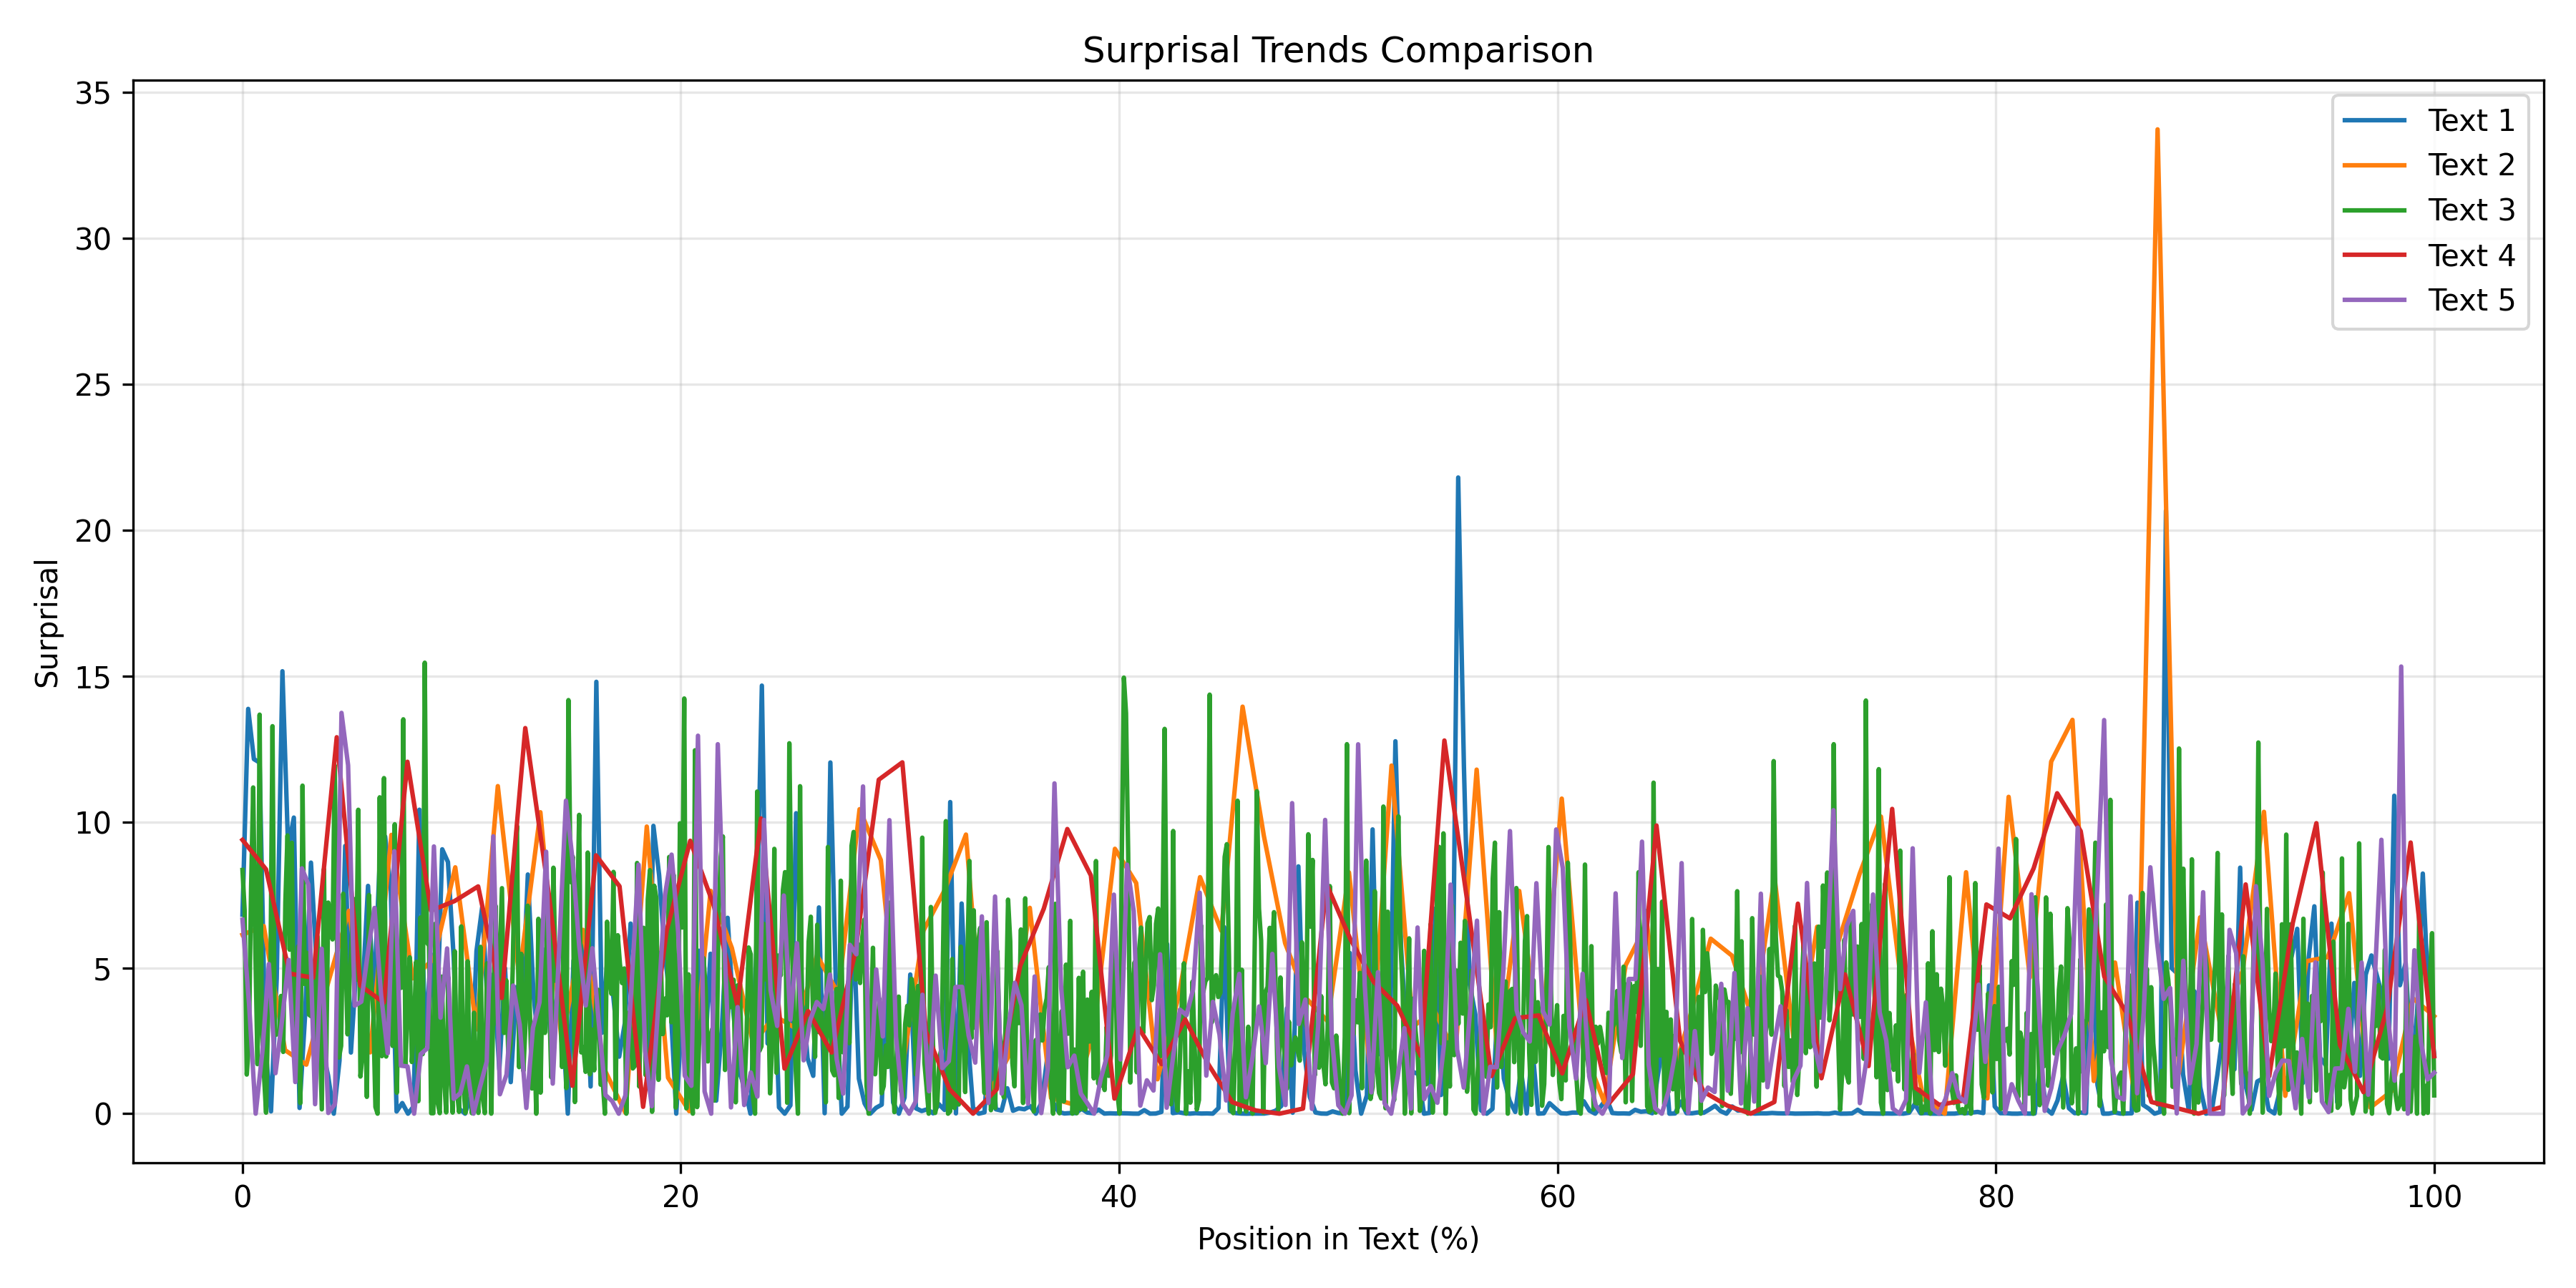 Surprisal Trends Comparison
35
30
25
20
15
10
5
0
Surprisal
Text 1
Text 2
Text 3
Text 4
Text 5
0 20 40 60 80 100
Position in Text (%)